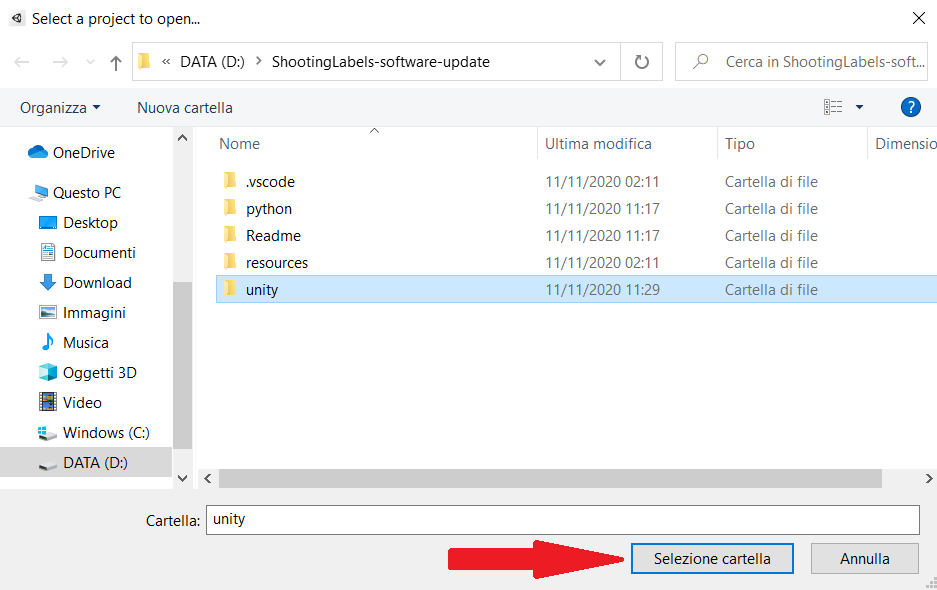 Select a project to open...
« DATA (D:) > ShootingLabels-software-update
Cerca in ShootingLabels-soft...
Organizza
Nuova cartella
?
OneDrive
Questo PC
Desktop
Documenti
Download
Immagini
Musica
Oggetti 3D
Video
Windows (C:)
DATA (D:)
Nome Ultima modifica Tipo Dimensio
.vscode 11/11/2020 02:11 Cartella di file
python 11/11/2020 11:17 Cartella di file
Readme 11/11/2020 11:17 Cartella di file
resources 11/11/2020 02:11 Cartella di file
unity 11/11/2020 11:29 Cartella di file
Cartella: unity
Selezione cartella
Annulla